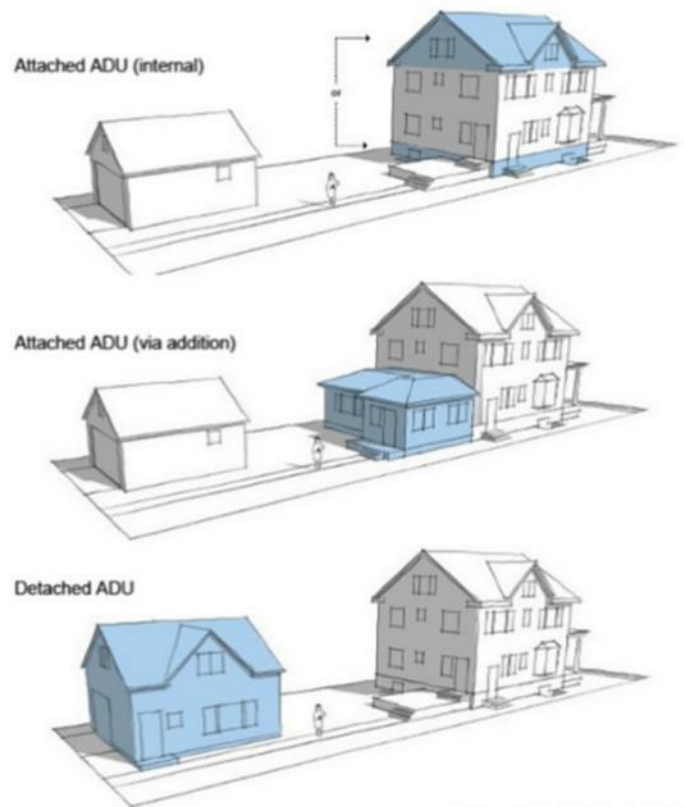 Attached ADU (internal)
or
Attached ADU (via addition)
Detached ADU